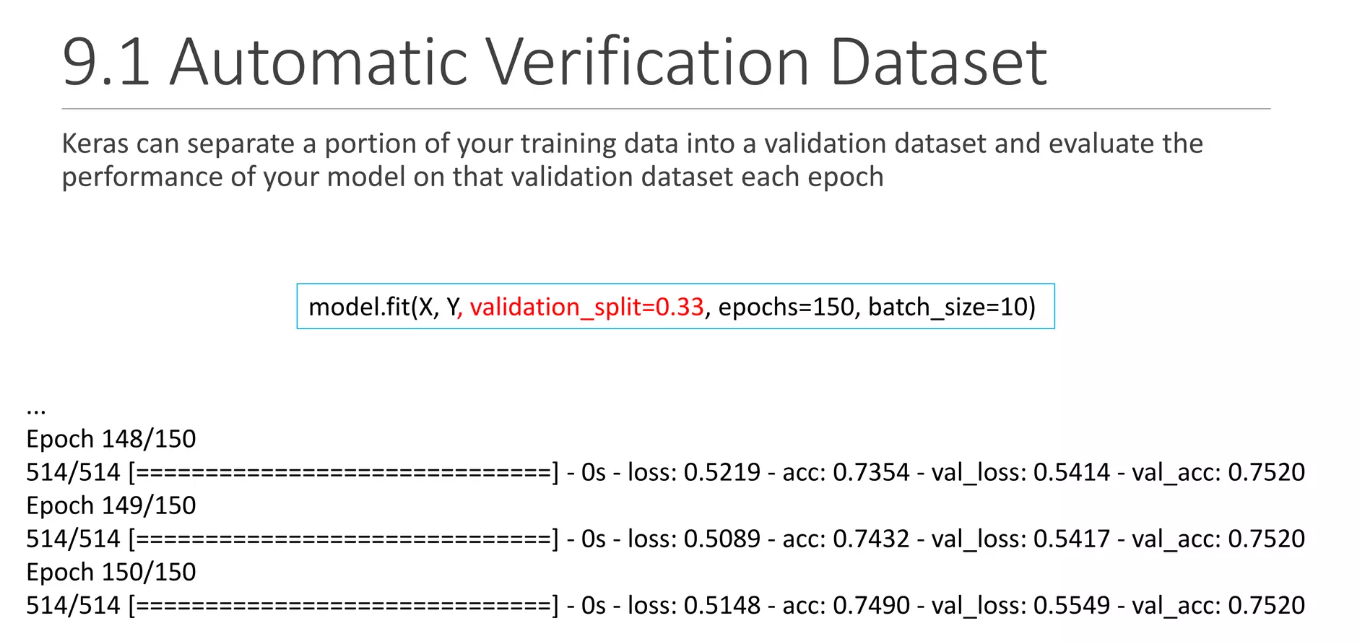 9.1 Automatic Verification Dataset
Keras can separate a portion of your training data into a validation dataset and evaluate the
performance of your model on that validation dataset each epoch
model.fit(X, Y, validation_split=0.33, epochs=150, batch_size=10)
...
Epoch 148/150
514/514 [==============================] - 0s - loss: 0.5219 - acc: 0.7354 - val_loss: 0.5414 - val_acc: 0.7520
Epoch 149/150
514/514 [==============================] - 0s - loss: 0.5089 - acc: 0.7432 - val_loss: 0.5417 - val_acc: 0.7520
Epoch 150/150
514/514 [==============================] - 0s - loss: 0.5148 - acc: 0.7490 - val_loss: 0.5549 - val_acc: 0.7520